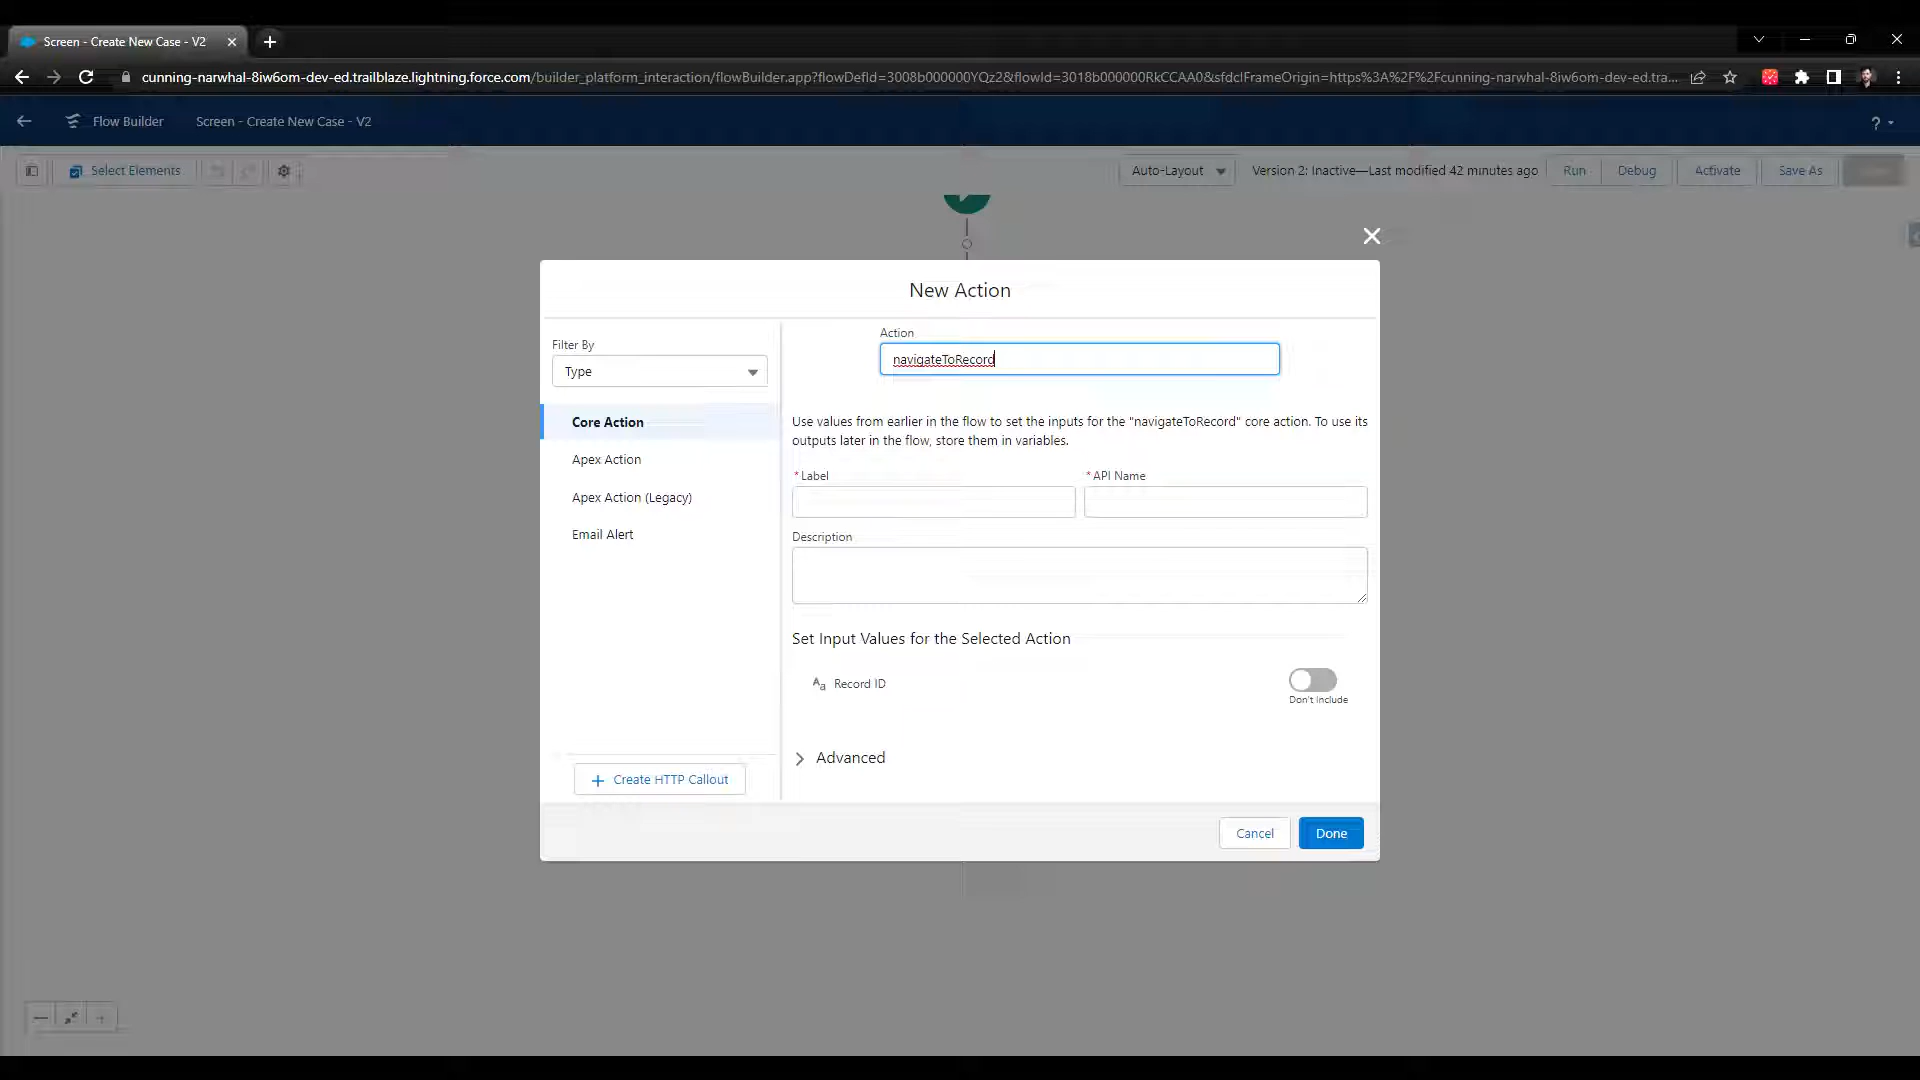 Screen - Create New Case - V2
cunning-narwhal-8iw6om-dev-ed.trailblaze.lightning.force.com/builder_platform_interaction/flowBuilder.app?flowDefId=3008b000000YQz2&flowId=3018b000000RkCCAA0&sfdcIFrameOrigin=https%3A%2F%2Fcunning-narwhal-8iw6om-dev-ed.tra...
Flow Builder Screen - Create New Case - V2 ?
Select Elements Auto-Layout Version 2: Inactive—Last modified 42 minutes ago Run Debug Activate Save As
New Action
Filter By
Type
Core Action
Apex Action
Apex Action (Legacy)
Email Alert
Create HTTP Callout
Action
navigateToRecord
Use values from earlier in the flow to set the inputs for the "navigateToRecord" core action. To use its
outputs later in the flow, store them in variables.
*Label *API Name
Description
Set Input Values for the Selected Action
Aa Record ID
Don't Include
Advanced
Cancel Done